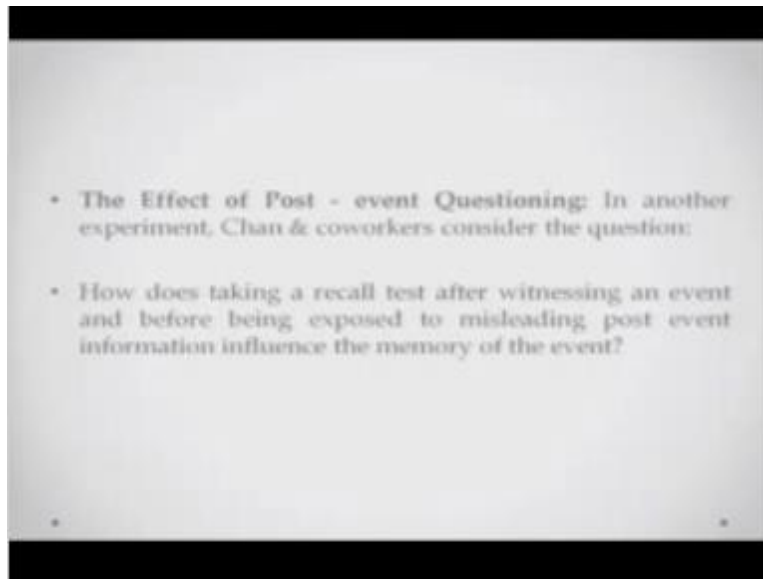 • The Effect of Post - event Questioning: In another
experiment, Chan & coworkers consider the question:
• How does taking a recall test after witnessing an event
and before being exposed to misleading post event
information influence the memory of the event?